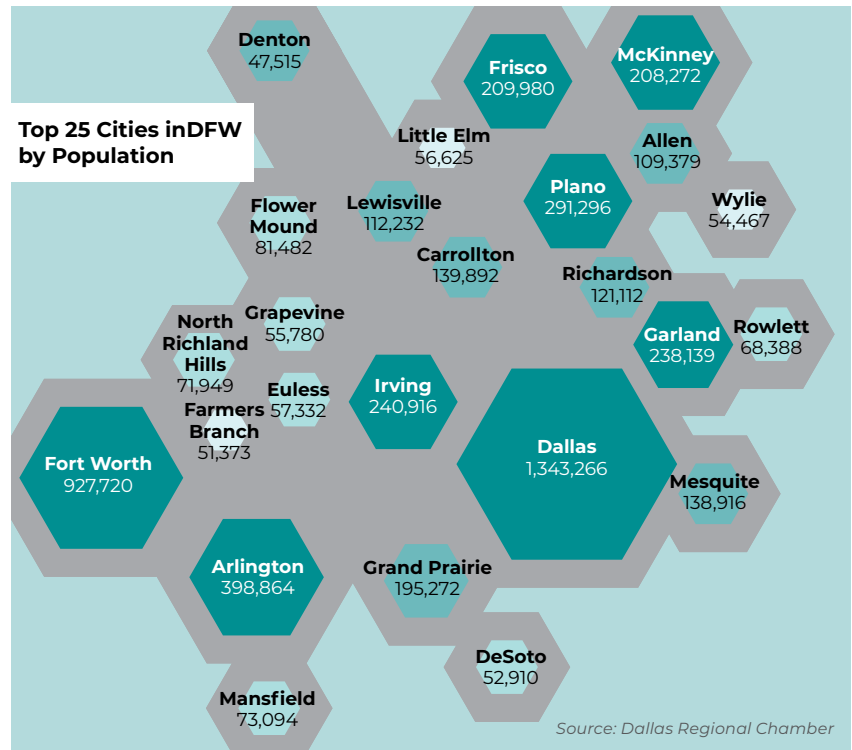 Top 25 Cities inDFW
by Population
Denton
47,515
Frisco
209,980
McKinney
208,272
Little Elm
56,625
Allen
109,379
Plano
291,296
Wylie
54,467
Flower
Mound
81,482
Lewisville
112,232
Carrollton
139,892
Richardson
121,112
Grapevine
55,780
North
Richland
Hills
71,949
Garland
238,139
Rowlett
68,388
Euless
57,332
Irving
240,916
Farmers
Branch
51,373
Fort Worth
927,720
Dallas
1,343,266
Mesquite
138,916
Arlington
398,864
Grand Prairie
195,272
DeSoto
52,910
Mansfield
73,094
Source: Dallas Regional Chamber